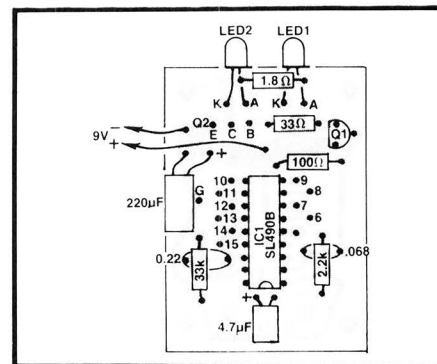 LED2 LED1
1.8Ω
K A K A
Q2 E C B 33Ω Q1
9V − +
100Ω
+
220µF G
10 9
11 8
12 7
13 6
14
15
IC1
SL490B
0.22 33k 2.2k .068
+
4.7µF